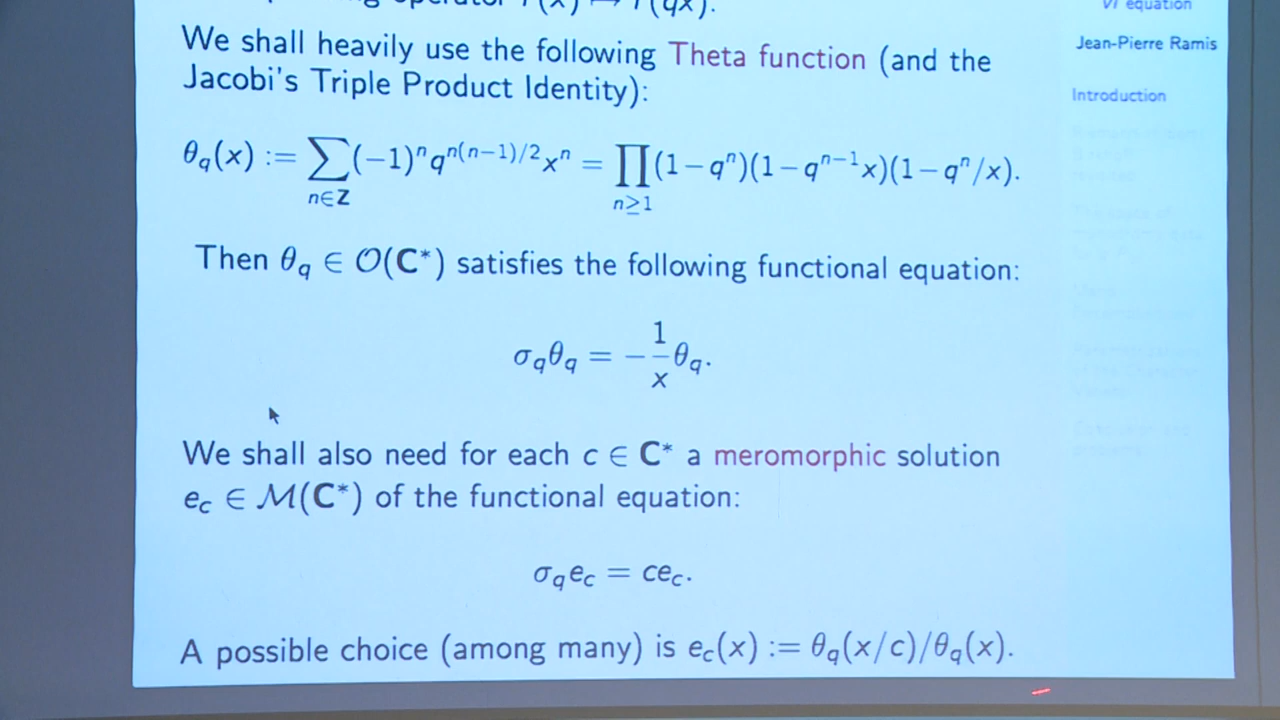 We shall heavily use the following Theta function (and the
Jacobi's Triple Product Identity):
θ_q(x) := ∑_{n∈Z} (−1)^n q^{n(n−1)/2} x^n = ∏_{n≥1} (1−q^n)(1−q^{n−1}x)(1−q^n/x).
Then θ_q ∈ 𝒪(C*) satisfies the following functional equation:
σ_qθ_q = −1/x θ_q.
We shall also need for each c ∈ C* a meromorphic solution
e_c ∈ ℳ(C*) of the functional equation:
σ_q e_c = ce_c.
A possible choice (among many) is e_c(x) := θ_q(x/c)/θ_q(x).
VI equation
Jean-Pierre Ramis
Introduction